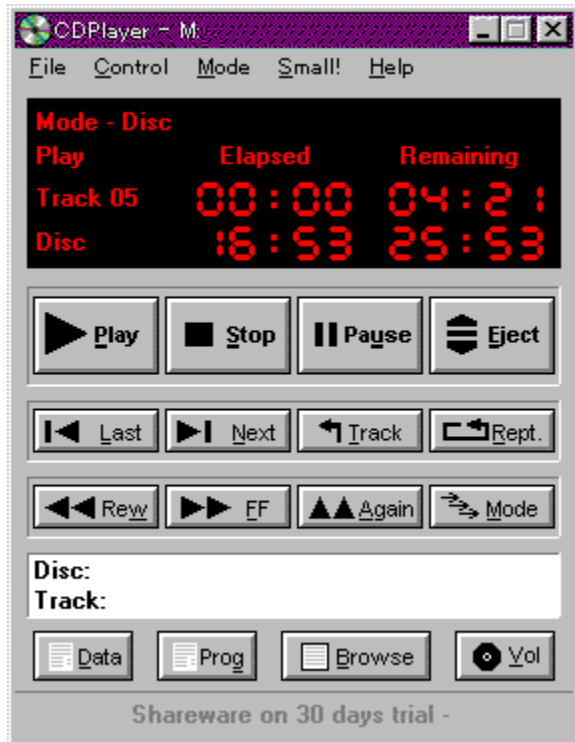 CDPlayer - M:
File Control Mode Small! Help
Mode - Disc
Play Elapsed Remaining
Track 05 00:00 04:21
Disc 16:53 25:53
Play Stop Pause Eject
Last Next Track Rept.
Rew FF Again Mode
Disc:
Track:
Data Prog Browse Vol
Shareware on 30 days trial -